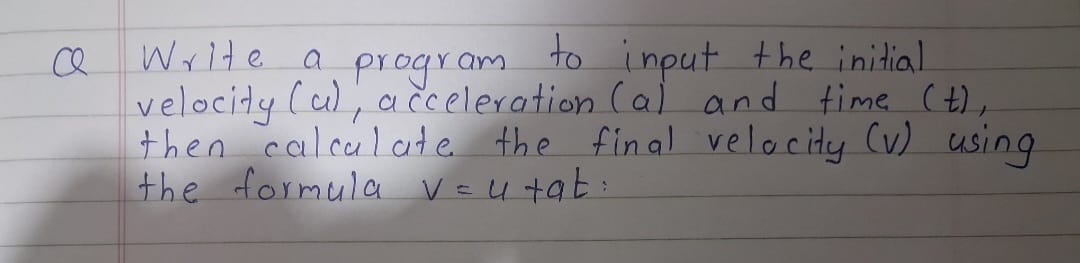 Q Write a program to input the initial
velocity (u), acceleration (a) and time (t),
then calculate the final velocity (v) using
the formula v = u + at :